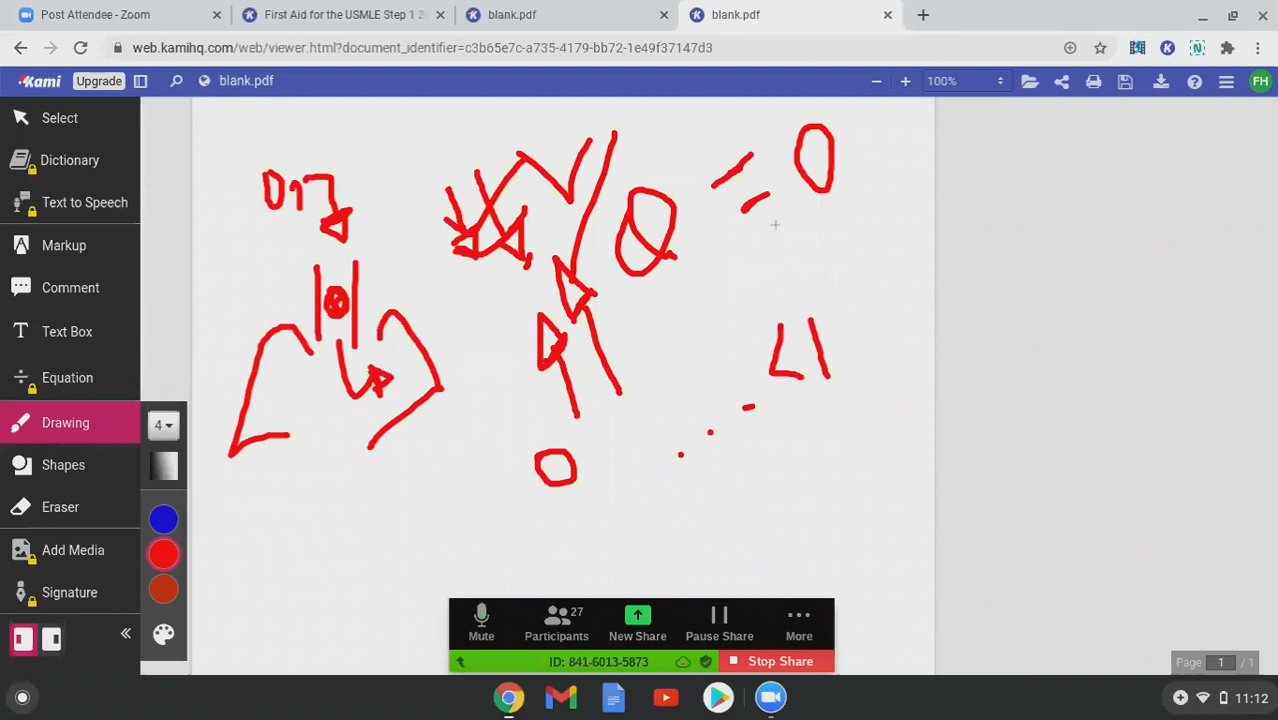 Post Attendee - Zoom
First Aid for the USMLE Step 1 2
blank.pdf
blank.pdf
web.kamihq.com/web/viewer.html?document_identifier=c3b65e7c-a735-4179-bb72-1e49f37147d3
Kami
Upgrade
blank.pdf
100%
FH
Select
Dictionary
Text to Speech
Markup
Comment
Text Box
Equation
Drawing
4
Shapes
Eraser
Add Media
Signature
Mute
Participants
27
New Share
Pause Share
More
ID: 841-6013-5873
Stop Share
Page 1 / 1
11:12